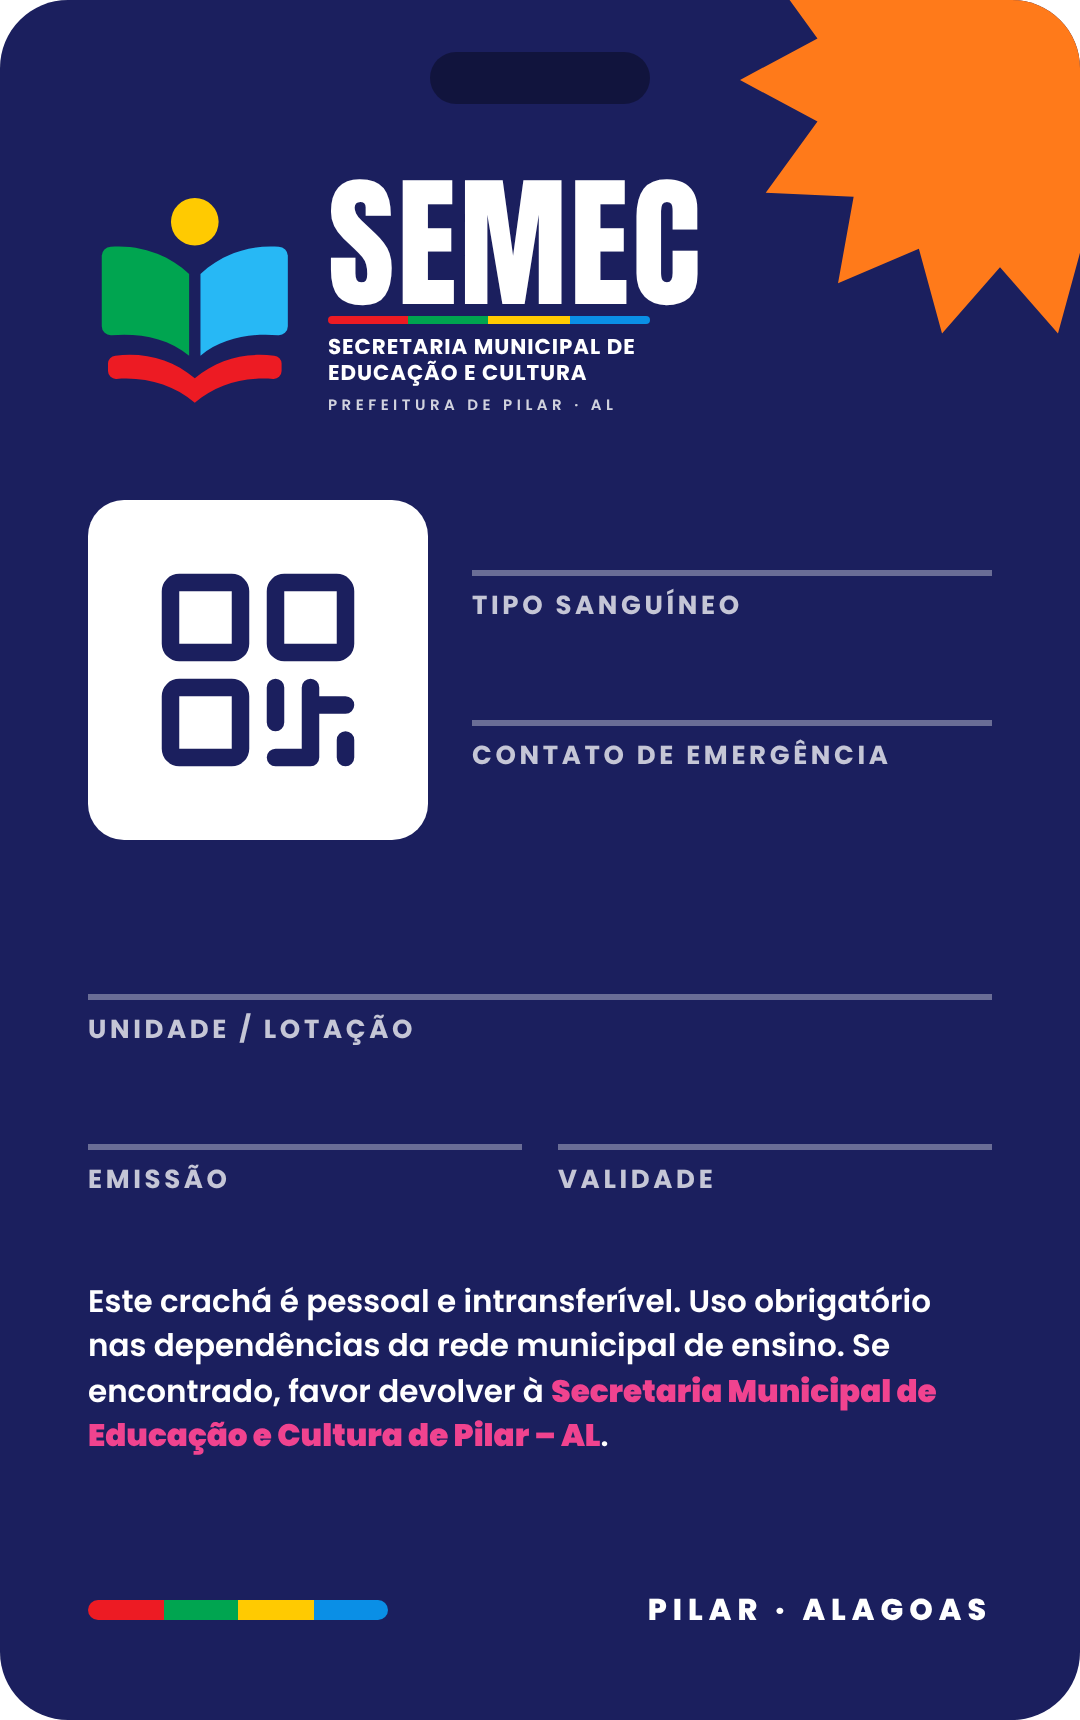 SEMEC
SECRETARIA MUNICIPAL DE
EDUCAÇÃO E CULTURA
PREFEITURA DE PILAR · AL
TIPO SANGUÍNEO
CONTATO DE EMERGÊNCIA
UNIDADE / LOTAÇÃO
EMISSÃO
VALIDADE
Este crachá é pessoal e intransferível. Uso obrigatório
nas dependências da rede municipal de ensino. Se
encontrado, favor devolver à Secretaria Municipal de
Educação e Cultura de Pilar – AL.
PILAR · ALAGOAS